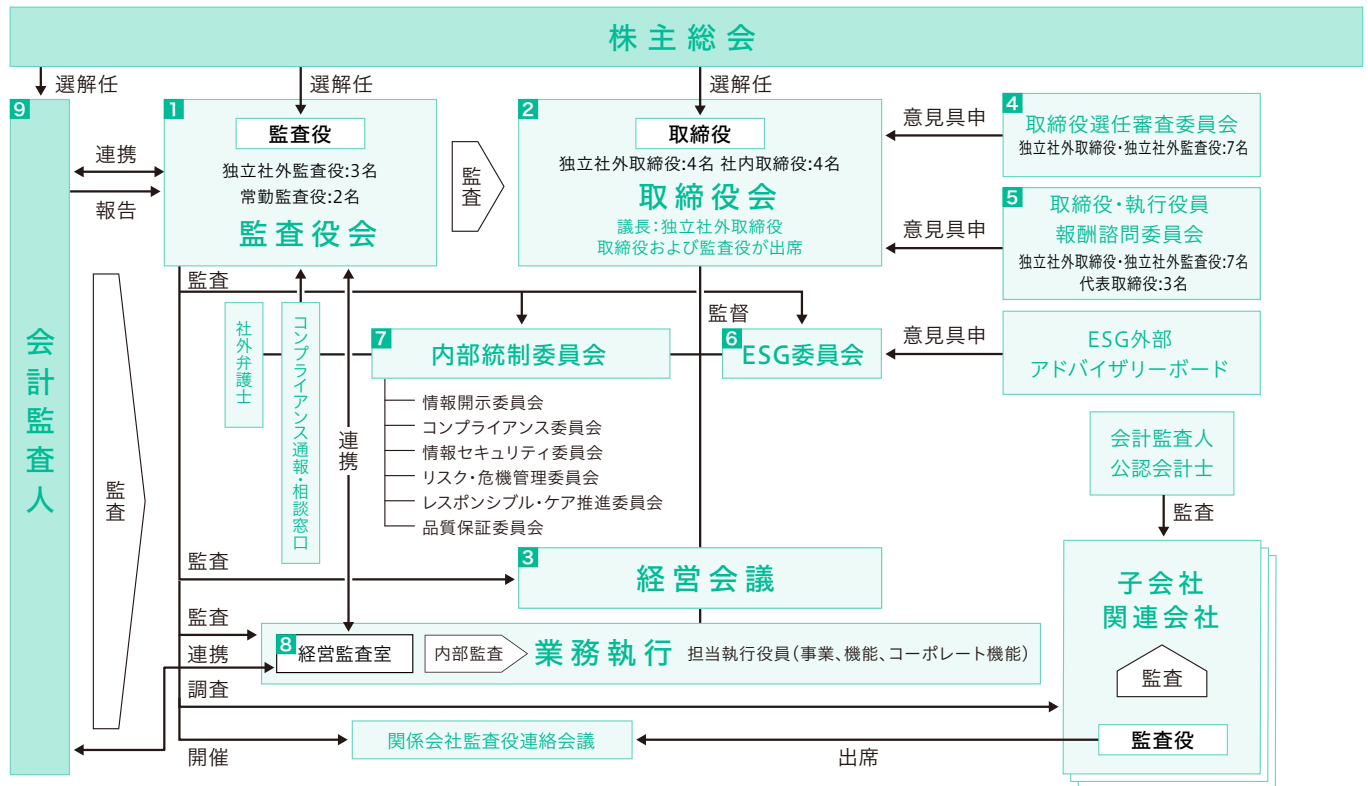 株主総会
選解任
選解任
選解任
9
会計監査人
連携
報告
監査
1
監査役
独立社外監査役:3名
常勤監査役:2名
監査役会
監査
2
取締役
独立社外取締役:4名 社内取締役:4名
取締役会
議長:独立社外取締役
取締役および監査役が出席
意見具申
4
取締役選任審査委員会
独立社外取締役・独立社外監査役:7名
意見具申
5
取締役・執行役員
報酬諮問委員会
独立社外取締役・独立社外監査役:7名
代表取締役:3名
監査
社外弁護士
コンプライアンス通報・相談窓口
連携
監督
7
内部統制委員会
情報開示委員会
コンプライアンス委員会
情報セキュリティ委員会
リスク・危機管理委員会
レスポンシブル・ケア推進委員会
品質保証委員会
6
ESG委員会
意見具申
ESG外部
アドバイザリーボード
会計監査人
公認会計士
監査
監査
3
経営会議
監査
連携
8
経営監査室
内部監査
業務執行
担当執行役員(事業、機能、コーポレート機能)
子会社
関連会社
監査
監査役
調査
開催
関係会社監査役連絡会議
出席